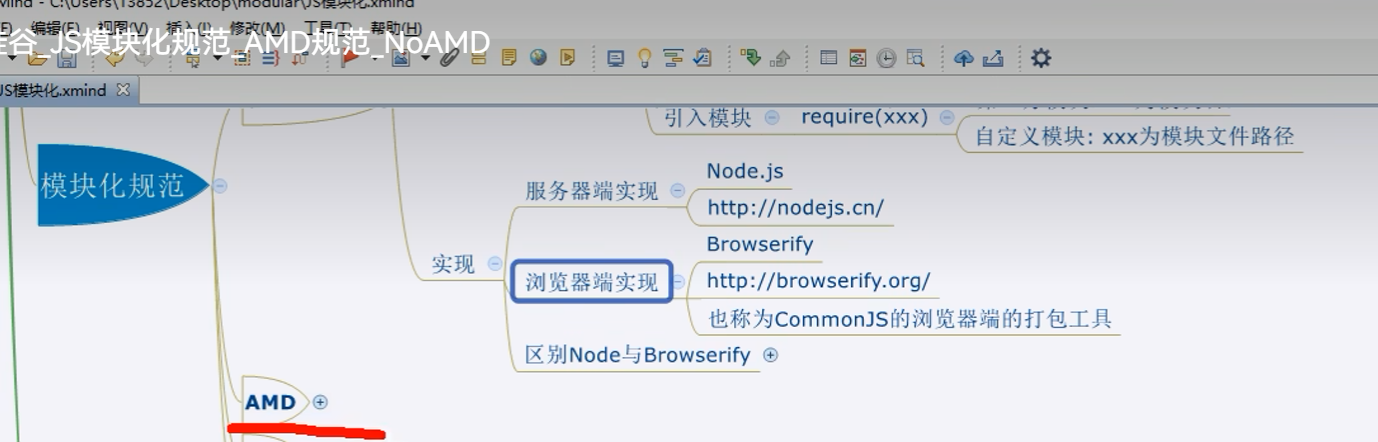 Mind - C:\Users\13852\Desktop\modular\JS模块化.xmind
编辑(E) 视图(V) 插入(I) 修改(M) 工具(T) 帮助(H)
谷_JS模块化规范_AMD规范_NoAMD
JS模块化.xmind
引入模块
require(xxx)
自定义模块: xxx为模块文件路径
模块化规范
服务器端实现
Node.js
http://nodejs.cn/
实现
浏览器端实现
Browserify
http://browserify.org/
也称为CommonJS的浏览器端的打包工具
区别Node与Browserify
AMD